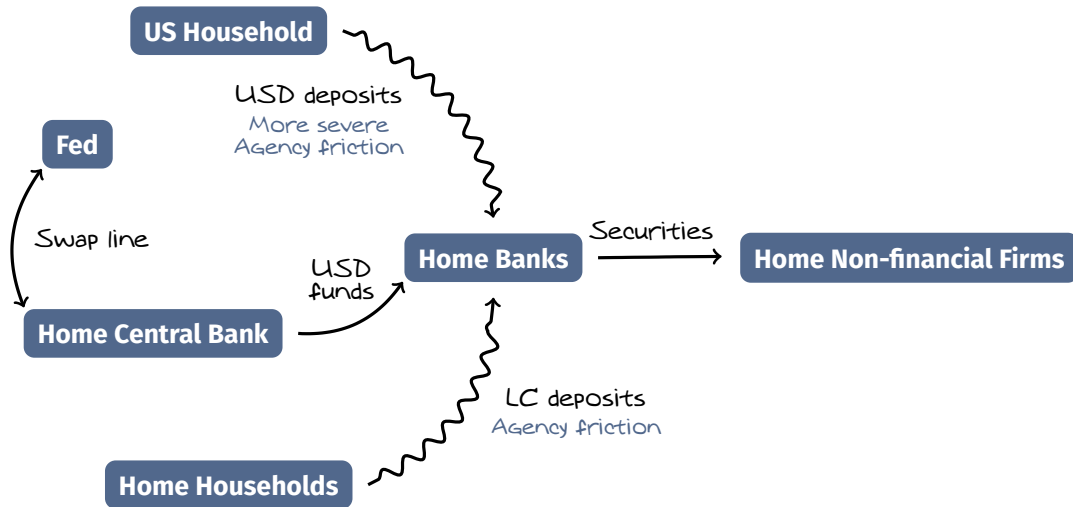 US Household
USD deposits
More severe
Agency friction
Fed
Swap line
Home Banks
Securities
Home Non-financial Firms
USD
funds
Home Central Bank
LC deposits
Agency friction
Home Households